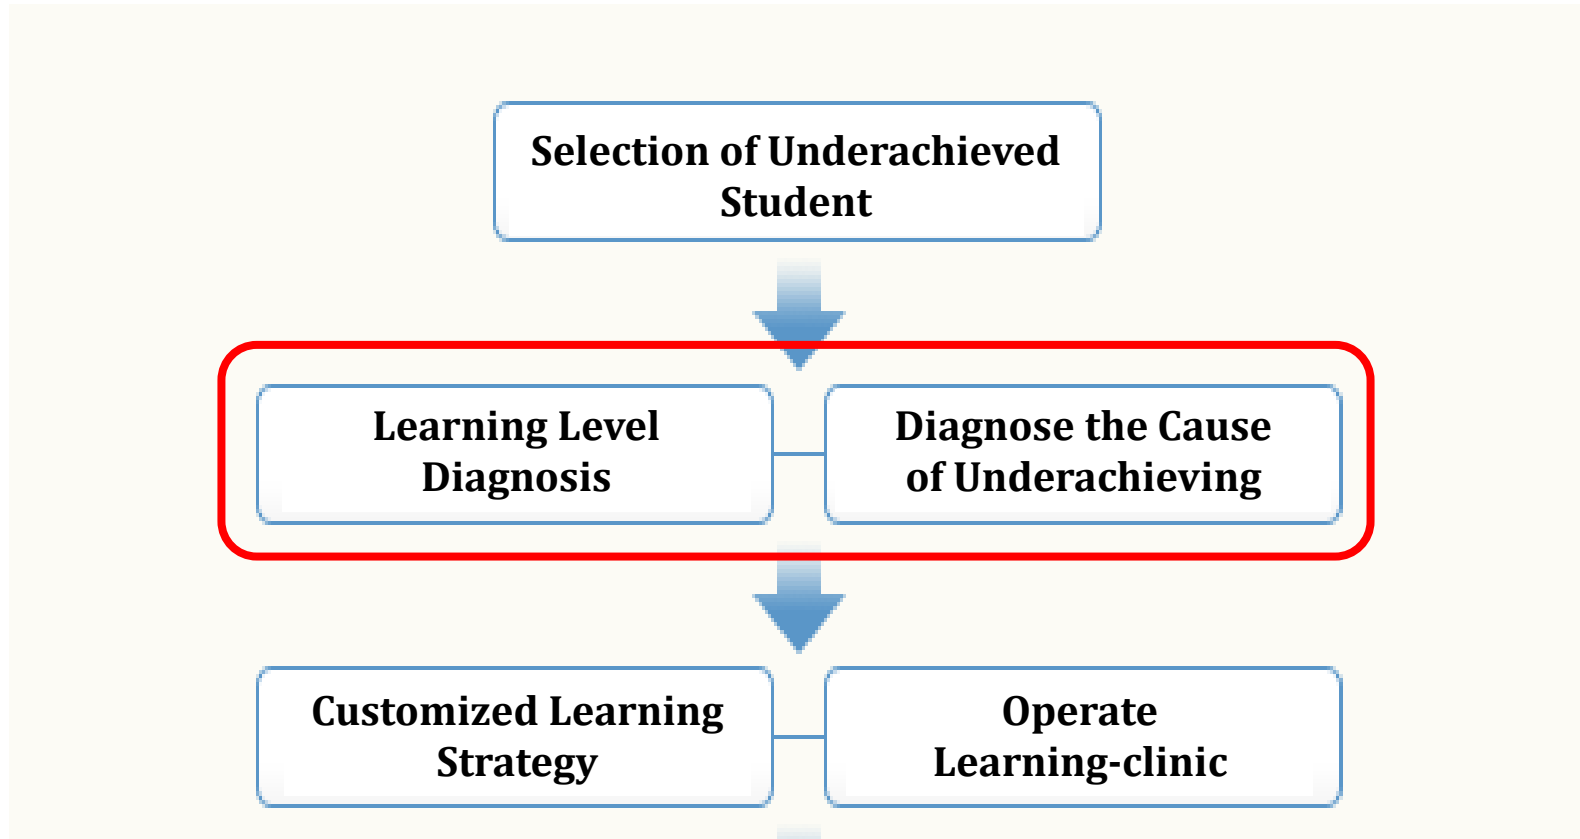 Selection of Underachieved
Student
Learning Level
Diagnosis
Diagnose the Cause
of Underachieving
Customized Learning
Strategy
Operate
Learning-clinic